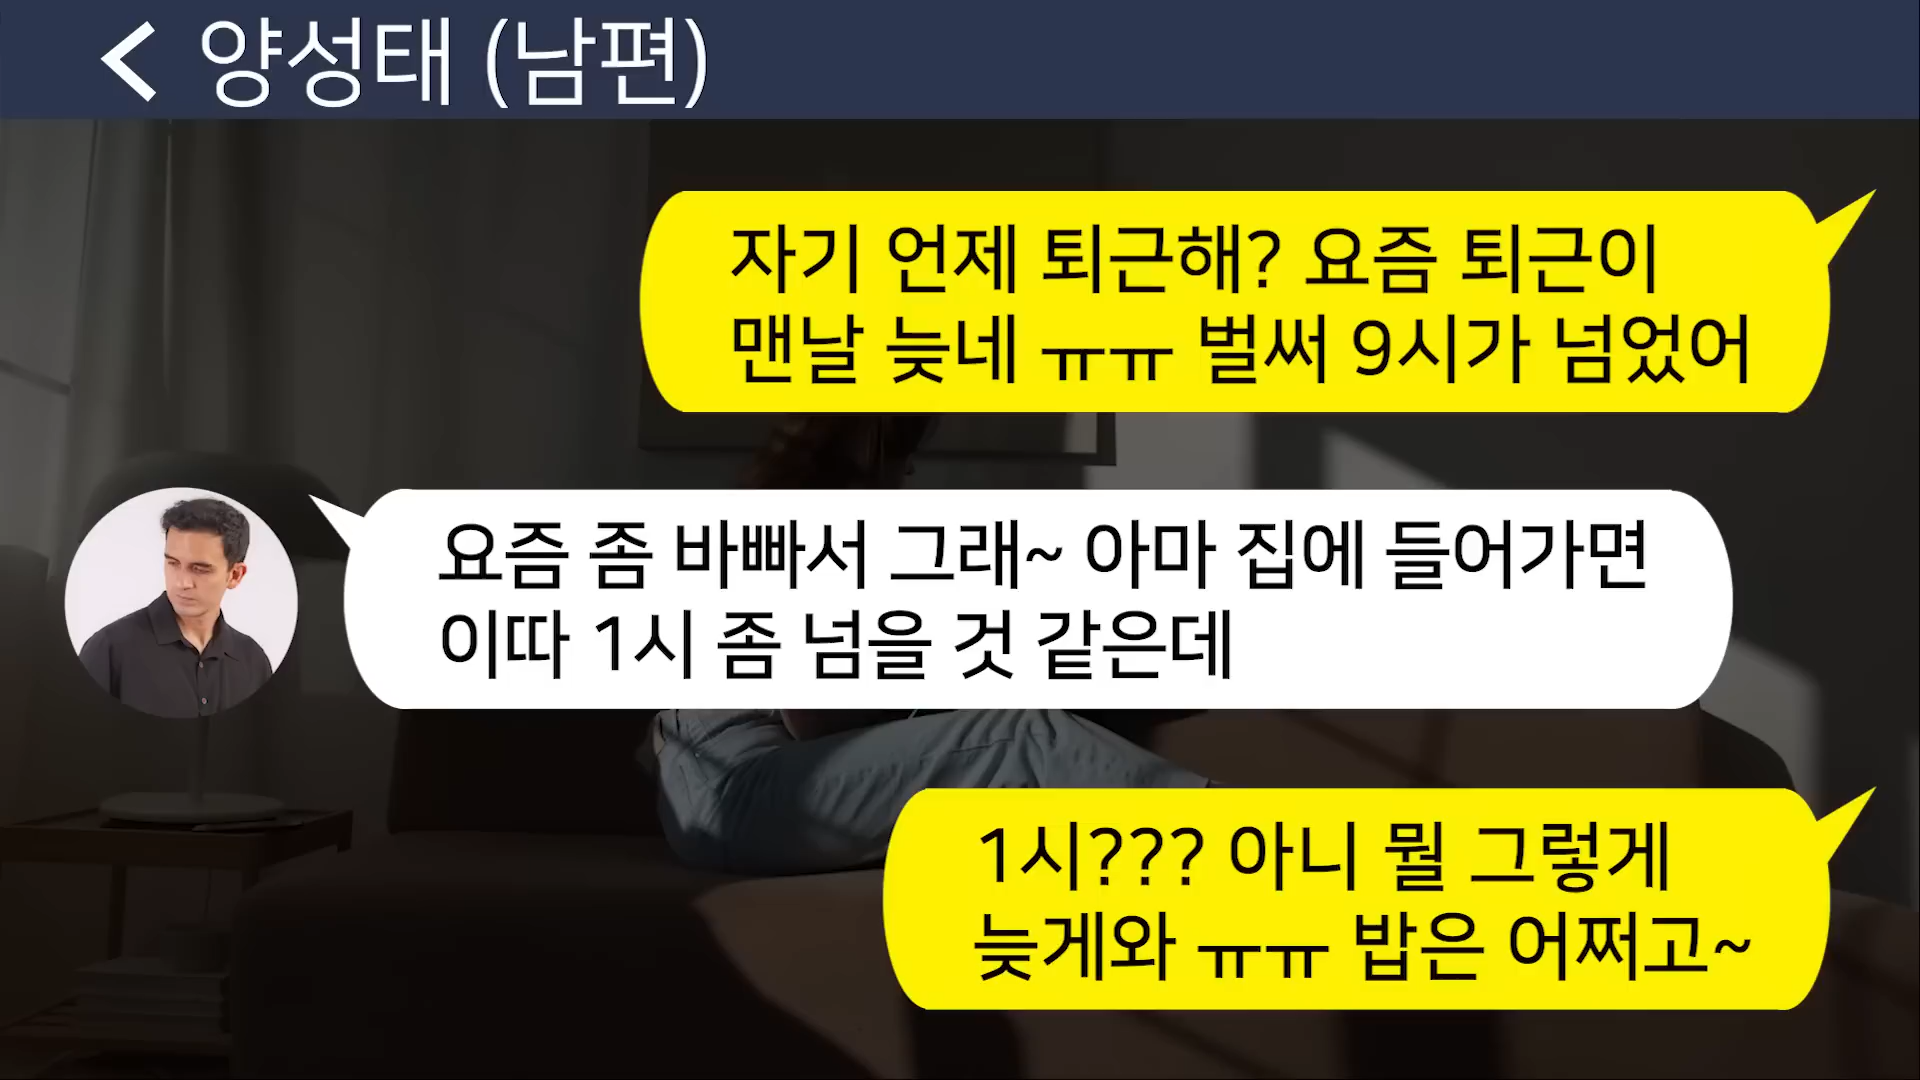 양성태 (남편)
자기 언제 퇴근해? 요즘 퇴근이
맨날 늦네 ㅠㅠ 벌써 9시가 넘었어
요즘 좀 바빠서 그래~ 아마 집에 들어가면
이따 1시 좀 넘을 것 같은데
1시??? 아니 뭘 그렇게
늦게와 ㅠㅠ 밥은 어쩌고~